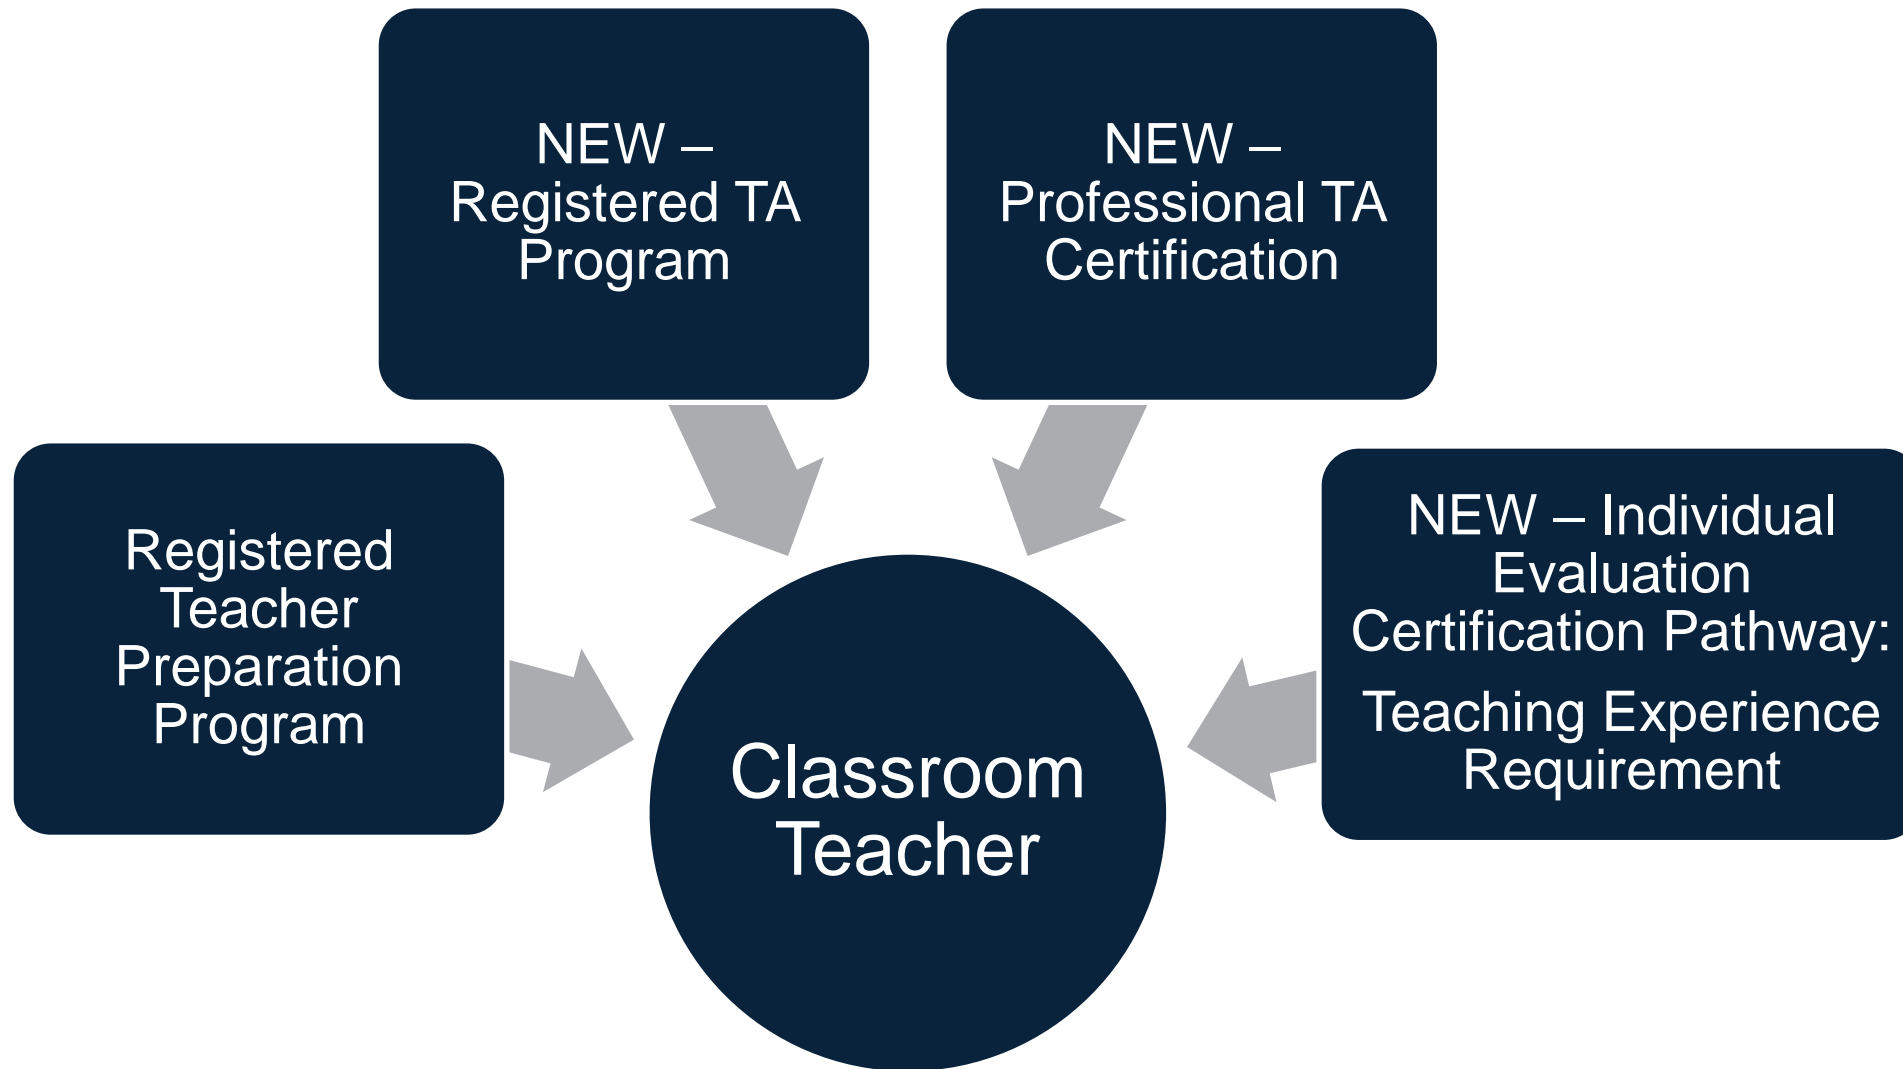 NEW –
Registered TA
Program
NEW –
Professional TA
Certification
Registered
Teacher
Preparation
Program
NEW – Individual
Evaluation
Certification Pathway:
Teaching Experience
Requirement
Classroom
Teacher